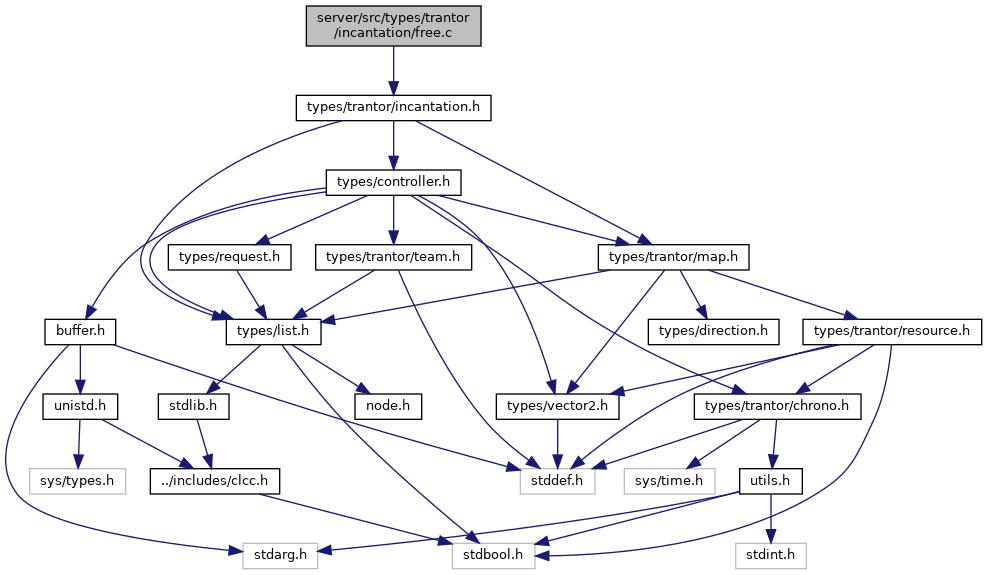 server/src/types/trantor
/incantation/free.c
types/trantor/incantation.h
types/controller.h
types/request.h
types/trantor/team.h
types/trantor/map.h
buffer.h
types/list.h
types/direction.h
types/trantor/resource.h
unistd.h
stdlib.h
node.h
types/vector2.h
types/trantor/chrono.h
sys/types.h
../includes/clcc.h
stddef.h
sys/time.h
utils.h
stdarg.h
stdbool.h
stdint.h